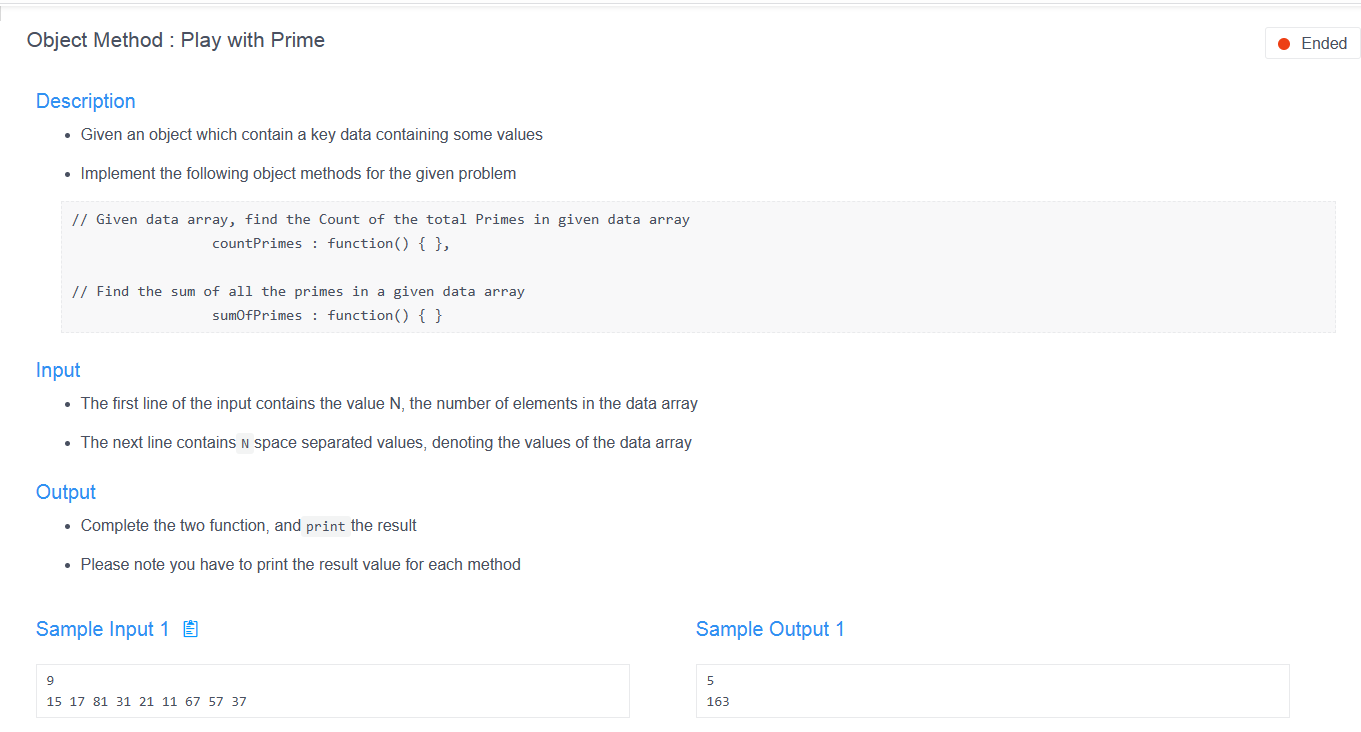 Object Method : Play with Prime
Ended
Description
Given an object which contain a key data containing some values
Implement the following object methods for the given problem
// Given data array, find the Count of the total Primes in given data array
countPrimes : function() { },
// Find the sum of all the primes in a given data array
sumOfPrimes : function() { }
Input
The first line of the input contains the value N, the number of elements in the data array
The next line contains N space separated values, denoting the values of the data array
Output
Complete the two function, and print the result
Please note you have to print the result value for each method
Sample Input 1
9
15 17 81 31 21 11 67 57 37
Sample Output 1
5
163